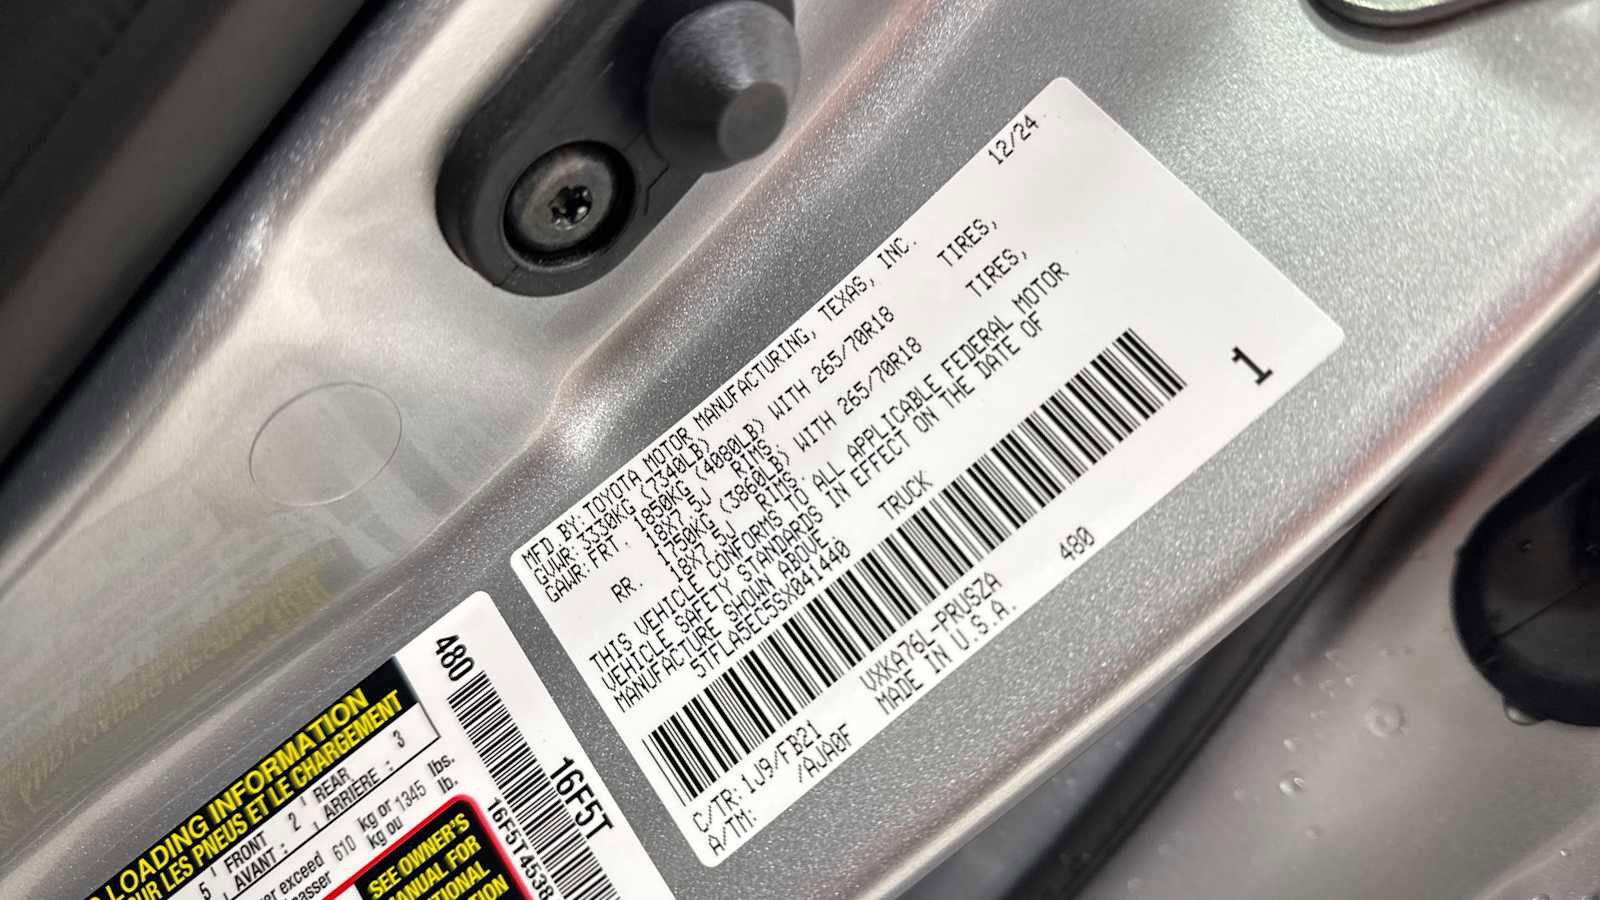 12/24
MFD BY: TOYOTA MOTOR MANUFACTURING, TEXAS, INC.
GVWR: 3330KG (7340LB)
GAWR: FRT. 1850KG (4080LB) WITH 265/70R18 TIRES,
18X7.5J RIMS,
RR. 1750KG (3860LB) WITH 265/70R18 TIRES,
18X7.5J RIMS.
THIS VEHICLE CONFORMS TO ALL APPLICABLE FEDERAL MOTOR
VEHICLE SAFETY STANDARDS IN EFFECT ON THE DATE OF
MANUFACTURE SHOWN ABOVE
5TFLA5EC5SX041440 TRUCK
1
C/TR: 1J9/FB21 VXKA76L-PRUSZA 480
A/TM: /AJA0F MADE IN U.S.A.
480
16F5T
16F5T4538
LOADING INFORMATION
LES PNEUS ET LE CHARGEMENT
5 FRONT 2 REAR 3
AVANT: ARRIÈRE:
exceed 610 kg or 1345 lbs.
kg ou lb.
SEE OWNER'S
MANUAL FOR